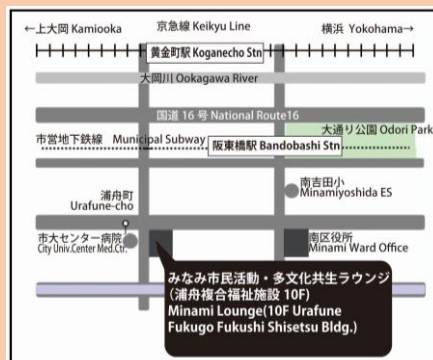 ←上大岡 Kamiooka
京急線 Keikyu Line
横浜 Yokohama→
黄金町駅 Koganecho Stn
大岡川 Ookagawa River
国道 16 号 National Route16
大通り公園 Odori Park
市営地下鉄線 Municipal Subway
阪東橋駅 Bandobashi Stn
浦舟町
Urafune-cho
南吉田小
Minamiyoshida ES
市大センター病院
City Univ.Center Med.Ctr.
南区役所
Minami Ward Office
みなみ市民活動・多文化共生ラウンジ
(浦舟複合福祉施設 10F)
Minami Lounge(10F Urafune
Fukugo Fukushi Shisetsu Bldg.)